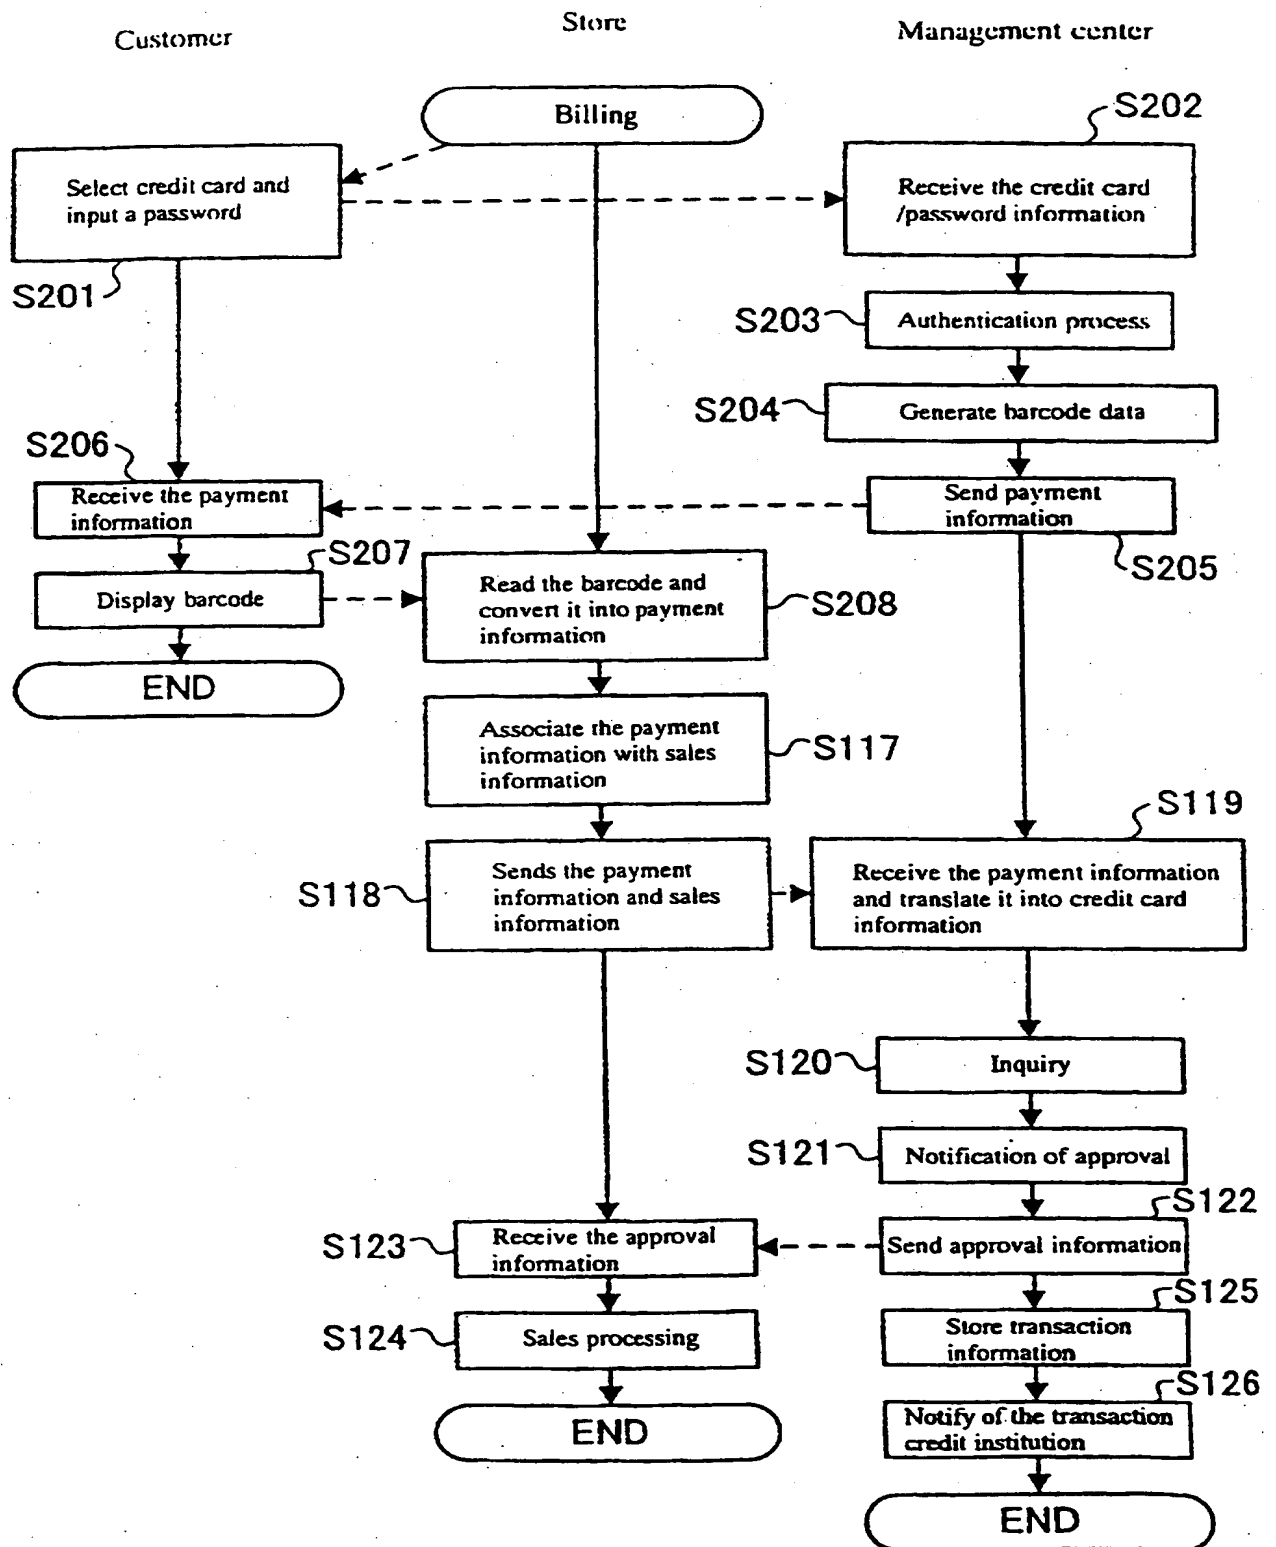 Customer
Store
Management center
Billing
S202
Select credit card and
input a password
Receive the credit card
/password information
S201
S203
Authentication process
S204
Generate barcode data
S206
Receive the payment
information
Send payment
information
S207
S205
Display barcode
Read the barcode and
convert it into payment
information
S208
END
Associate the payment
information with sales
information
S117
S119
S118
Sends the payment
information and sales
information
Receive the payment information
and translate it into credit card
information
S120
Inquiry
S121
Notification of approval
S122
S123
Receive the approval
information
Send approval information
S125
S124
Sales processing
Store transaction
information
S126
Notify of the transaction
credit institution
END
END